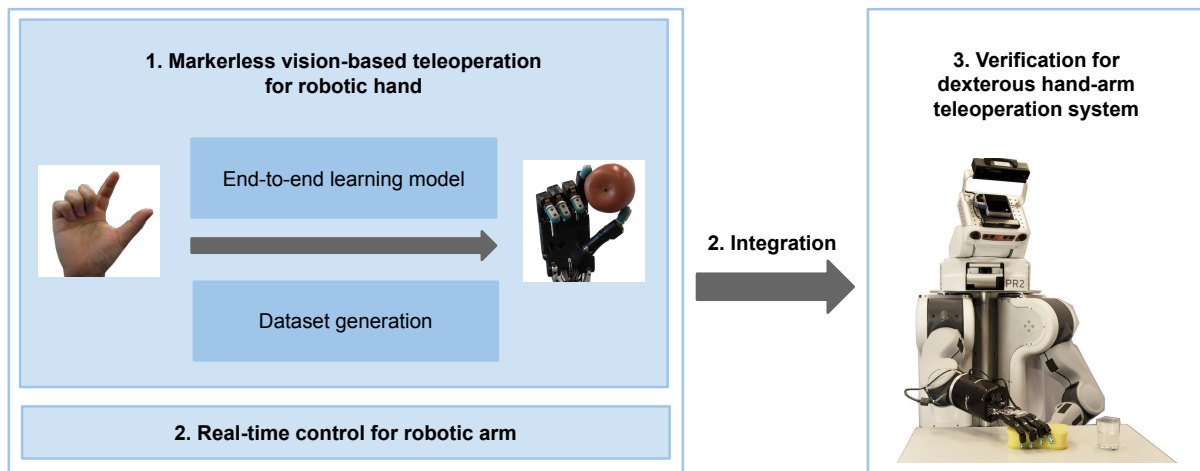 1. Markerless vision-based teleoperation
for robotic hand
End-to-end learning model
Dataset generation
2. Real-time control for robotic arm
2. Integration
3. Verification for
dexterous hand-arm
teleoperation system
PR2